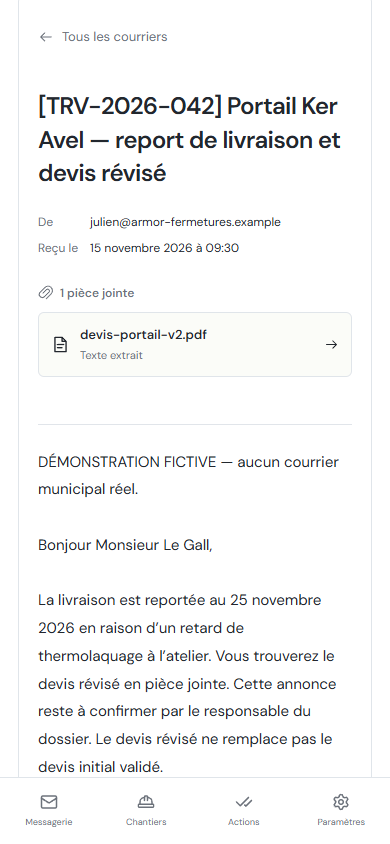 Tous les courriers
[TRV-2026-042] Portail Ker
Avel — report de livraison et
devis révisé
De julien@armor-fermetures.example
Reçu le 15 novembre 2026 à 09:30
1 pièce jointe
devis-portail-v2.pdf
Texte extrait
DÉMONSTRATION FICTIVE — aucun courrier
municipal réel.
Bonjour Monsieur Le Gall,
La livraison est reportée au 25 novembre
2026 en raison d’un retard de
thermolaquage à l’atelier. Vous trouverez le
devis révisé en pièce jointe. Cette annonce
reste à confirmer par le responsable du
dossier. Le devis révisé ne remplace pas le
devis initial validé.
Messagerie Chantiers Actions Paramètres